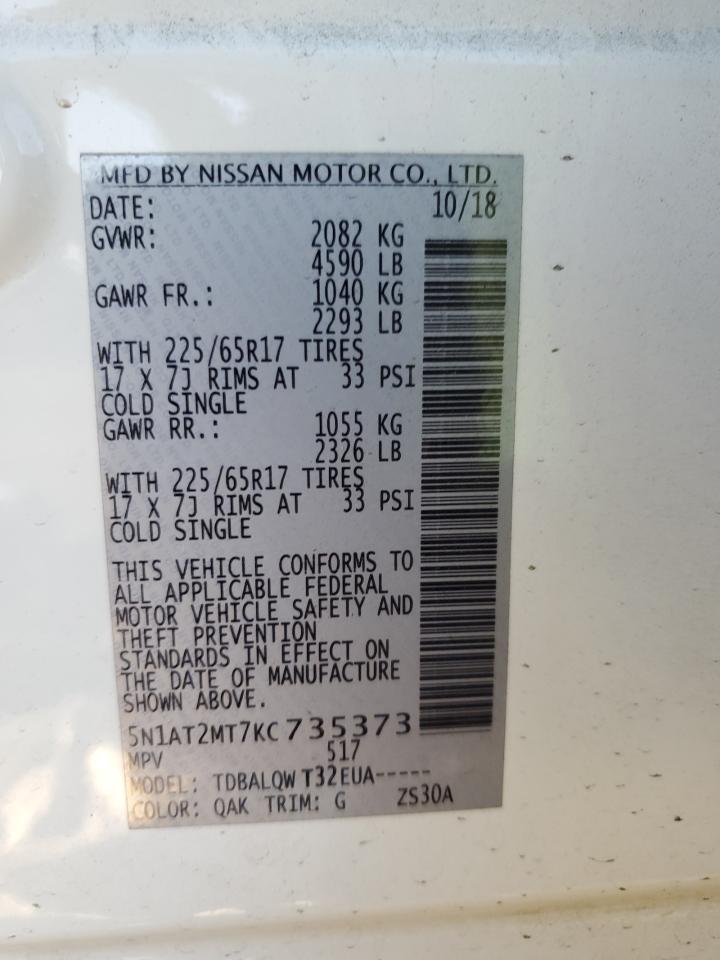 MFD BY NISSAN MOTOR CO., LTD.
DATE: 10/18
GVWR: 2082 KG
4590 LB
GAWR FR.: 1040 KG
2293 LB
WITH 225/65R17 TIRES
17 X 7J RIMS AT 33 PSI
COLD SINGLE
GAWR RR.: 1055 KG
2326 LB
WITH 225/65R17 TIRES
17 X 7J RIMS AT 33 PSI
COLD SINGLE
THIS VEHICLE CONFORMS TO
ALL APPLICABLE FEDERAL
MOTOR VEHICLE SAFETY AND
THEFT PREVENTION
STANDARDS IN EFFECT ON
THE DATE OF MANUFACTURE
SHOWN ABOVE.
5N1AT2MT7KC735373
MPV 517
MODEL: TDBALQW T32EUA-----
COLOR: QAK TRIM: G ZS30A